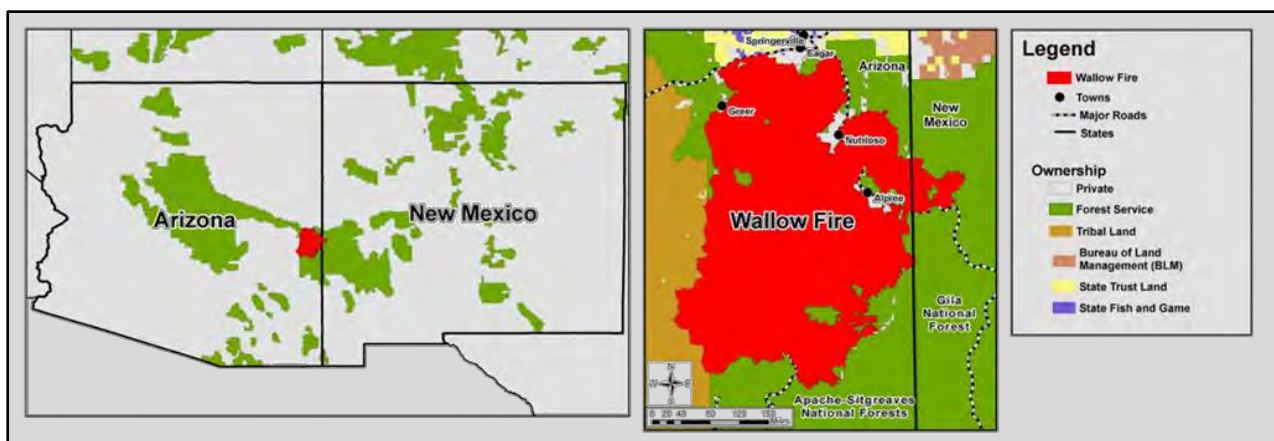 Arizona
New Mexico
Springerville
Eagar
Arizona
New
Mexico
Greer
Nutrioso
Alpine
Wallow Fire
Gila
National
Forest
Apache-Sitgreaves
National Forests
Miles
Legend
Wallow Fire
Towns
Major Roads
States
Ownership
Private
Forest Service
Tribal Land
Bureau of Land
Management (BLM)
State Trust Land
State Fish and Game